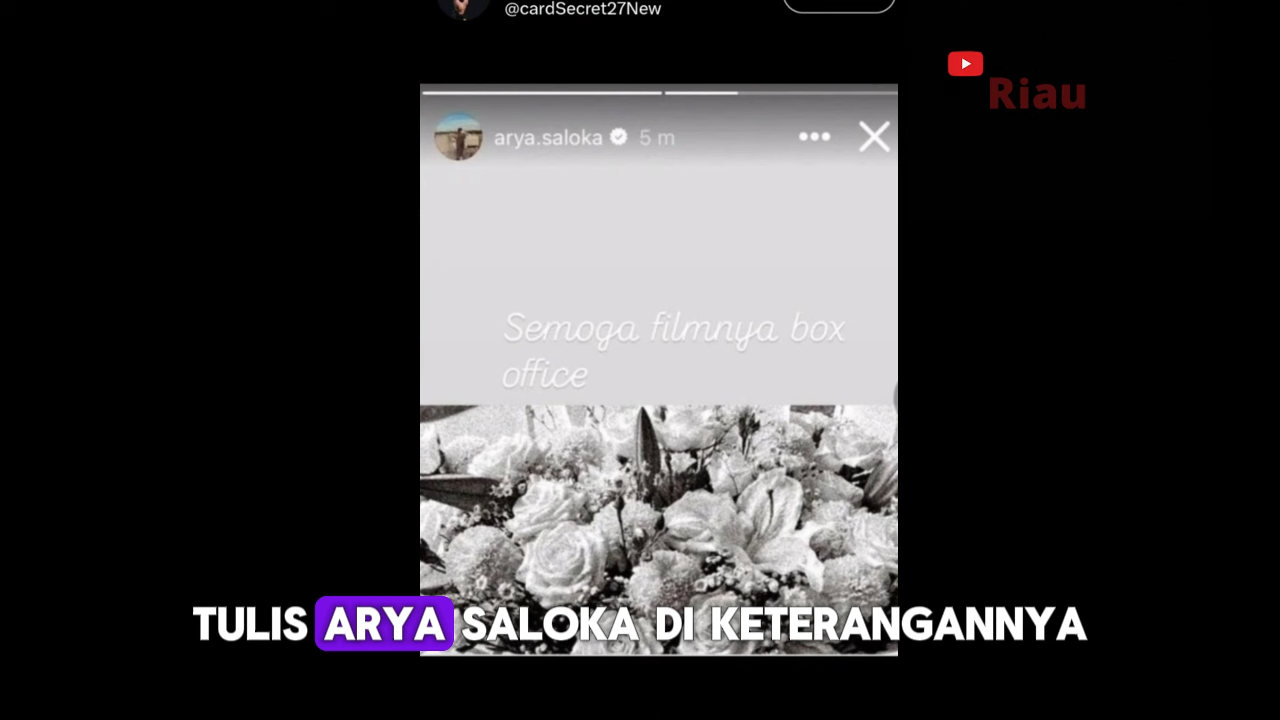 @cardSecret27New
Riau
arya.saloka 5 m
Semoga filmnya box
office
TULIS ARYA SALOKA DI KETERANGANNYA